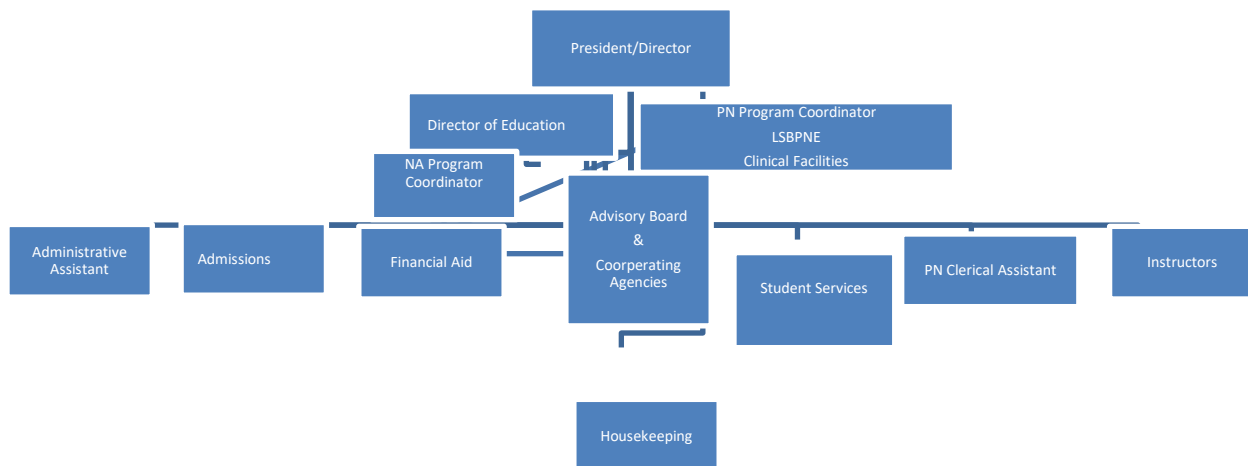 President/Director
Director of Education
PN Program Coordinator
LSBPNE
Clinical Facilities
NA Program
Coordinator
Advisory Board
&
Coorperating
Agencies
Administrative
Assistant
Admissions
Financial Aid
Student Services
PN Clerical Assistant
Instructors
Housekeeping